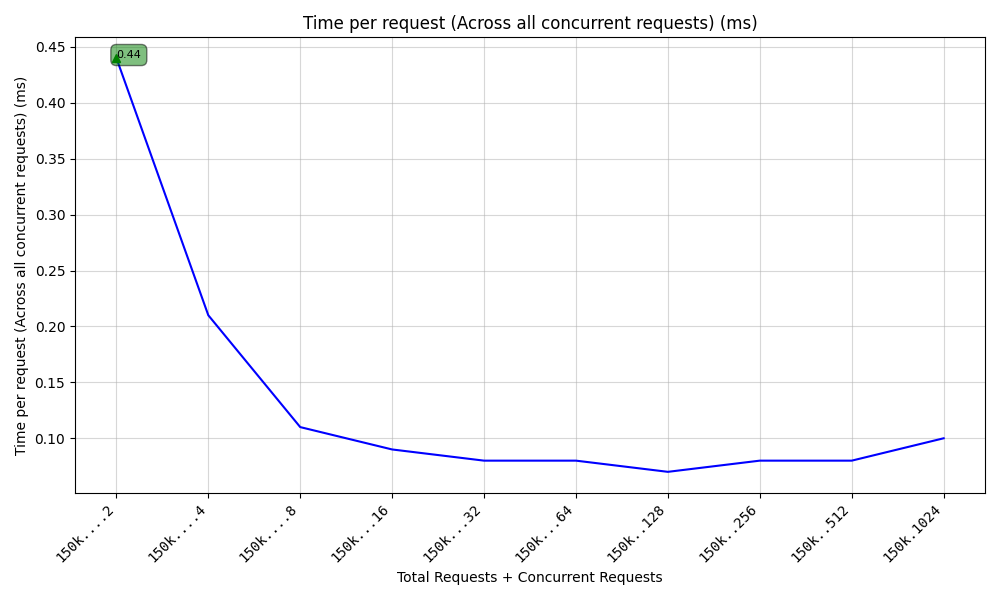 Time per request (Across all concurrent requests) (ms)
Time per request (Across all concurrent requests) (ms)
0.45
0.40
0.35
0.30
0.25
0.20
0.15
0.10
0.44
150k....2
150k....4
150k....8
150k...16
150k...32
150k...64
150k..128
150k..256
150k..512
150k.1024
Total Requests + Concurrent Requests